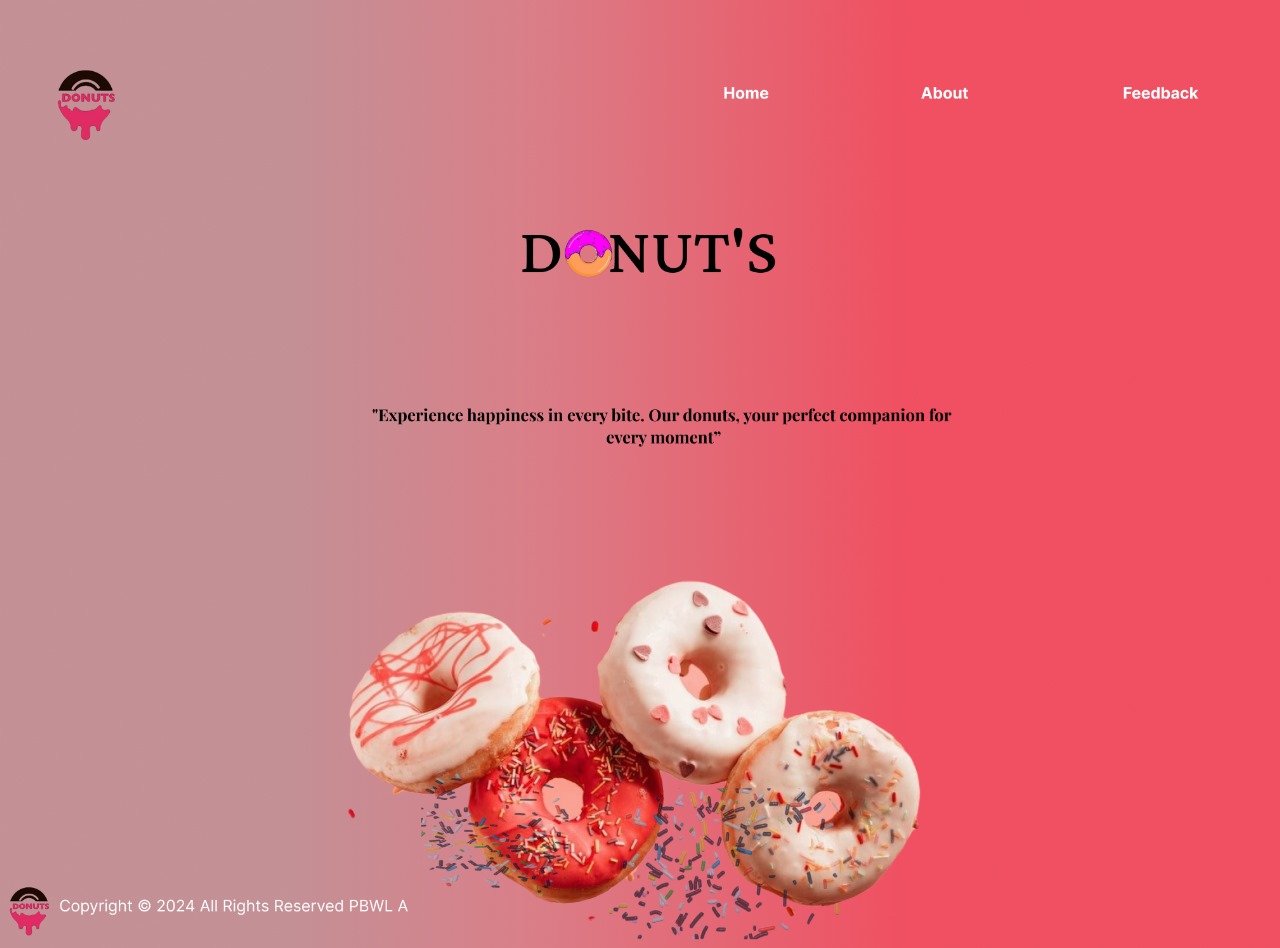 DONUTS
Home About Feedback
DONUT'S
"Experience happiness in every bite. Our donuts, your perfect companion for
every moment”
DONUTS
Copyright © 2024 All Rights Reserved PBWL A